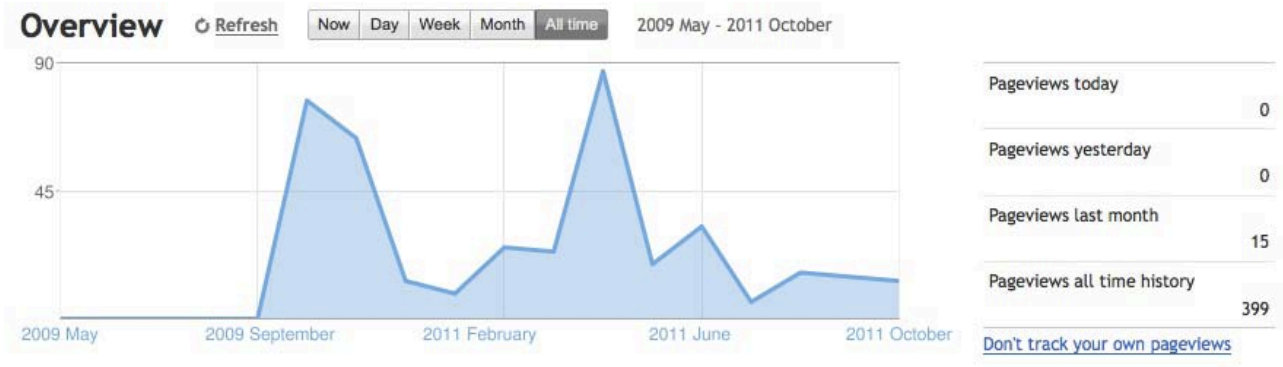 Overview Refresh Now Day Week Month All time 2009 May - 2011 October
90
45
2009 May 2009 September 2011 February 2011 June 2011 October
Pageviews today
0
Pageviews yesterday
0
Pageviews last month
15
Pageviews all time history
399
Don't track your own pageviews